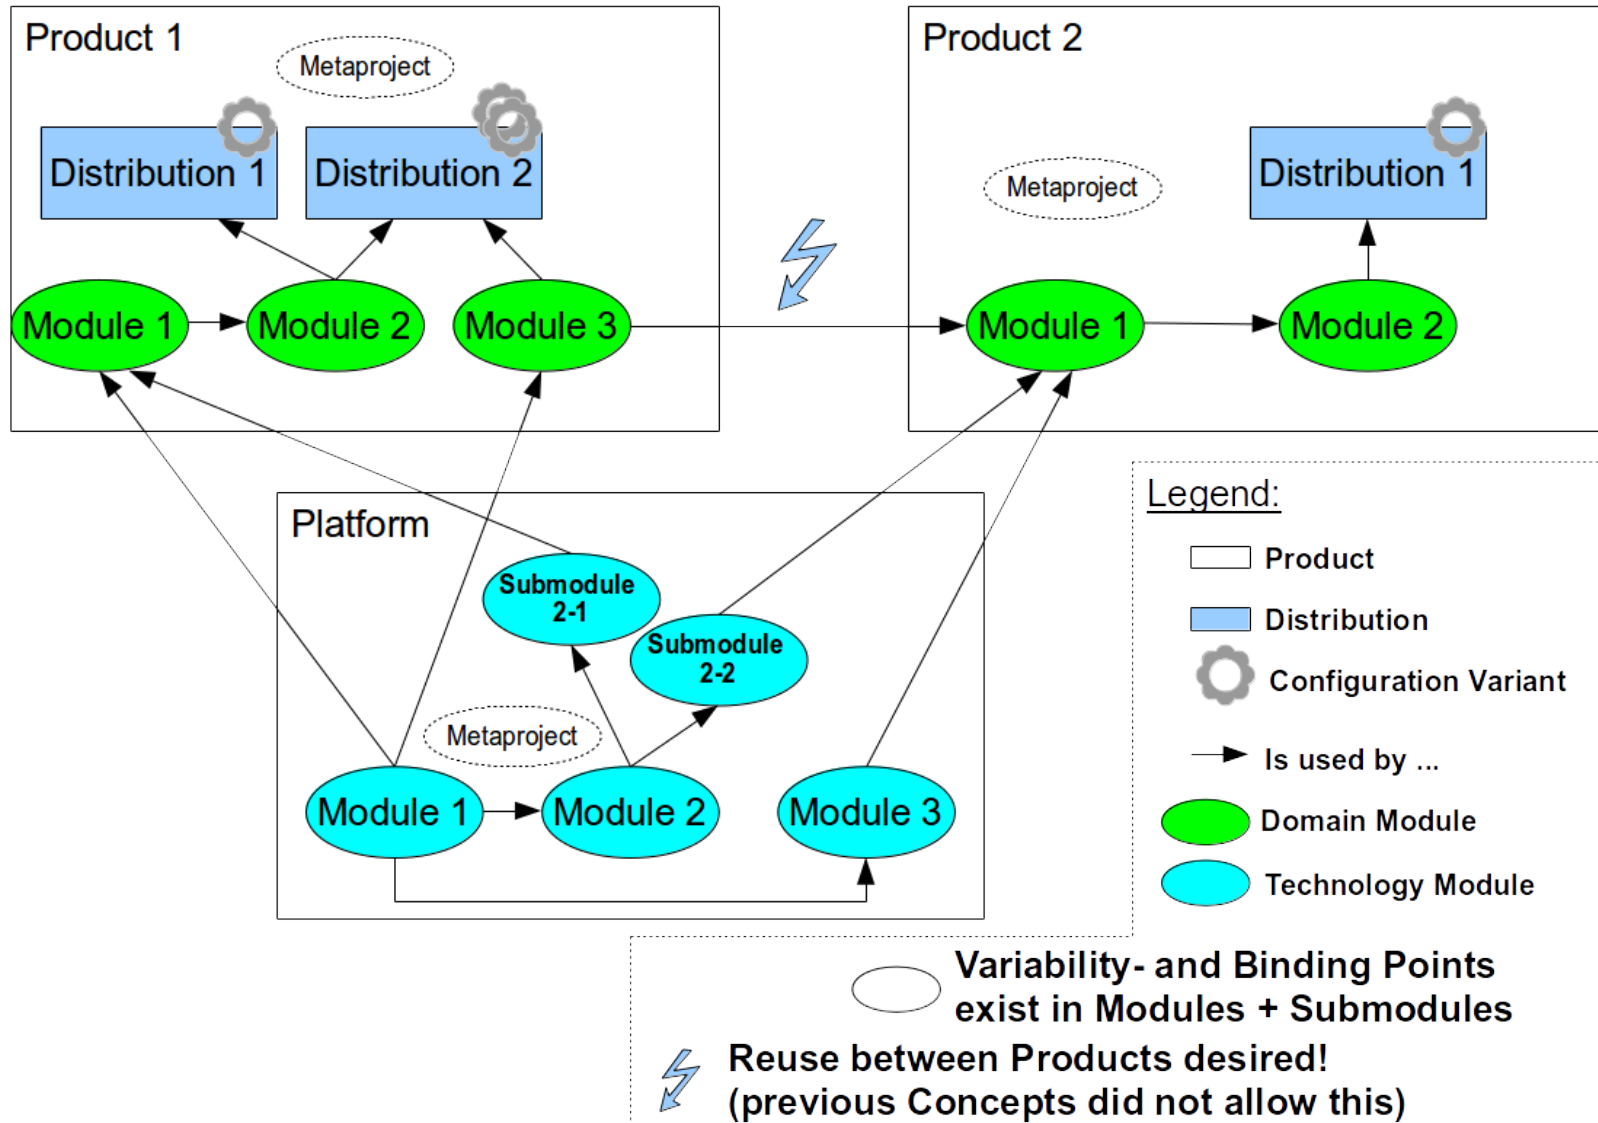 Product 1
Metaproject
Distribution 1
Distribution 2
Module 1
Module 2
Module 3
Product 2
Metaproject
Distribution 1
Module 1
Module 2
Platform
Submodule
2-1
Submodule
2-2
Metaproject
Module 1
Module 2
Module 3
Legend:
Product
Distribution
Configuration Variant
Is used by ...
Domain Module
Technology Module
Variability- and Binding Points
exist in Modules + Submodules
Reuse between Products desired!
(previous Concepts did not allow this)